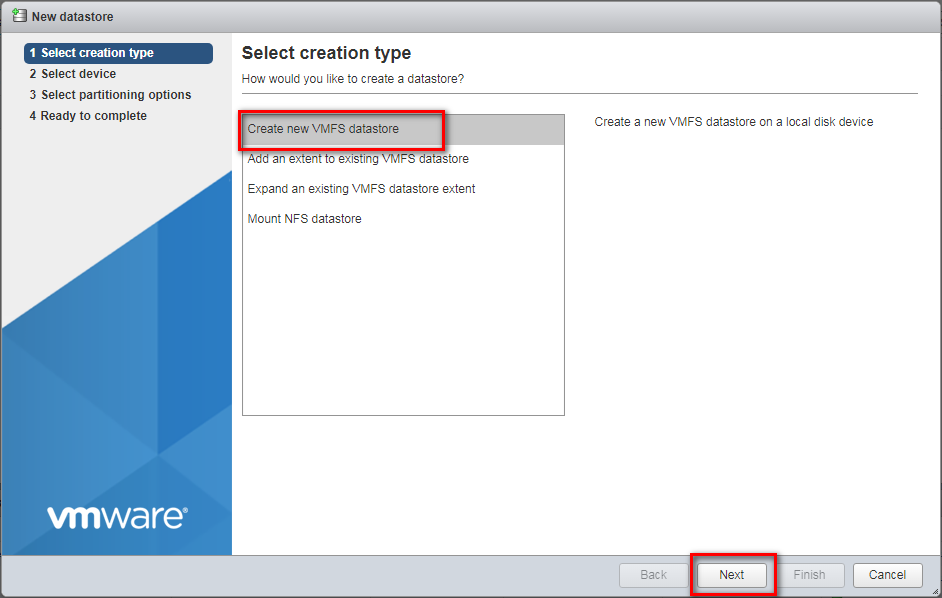 New datastore
1 Select creation type
2 Select device
3 Select partitioning options
4 Ready to complete
Select creation type
How would you like to create a datastore?
Create new VMFS datastore
Add an extent to existing VMFS datastore
Expand an existing VMFS datastore extent
Mount NFS datastore
Create a new VMFS datastore on a local disk device
vmware®
Back
Next
Finish
Cancel